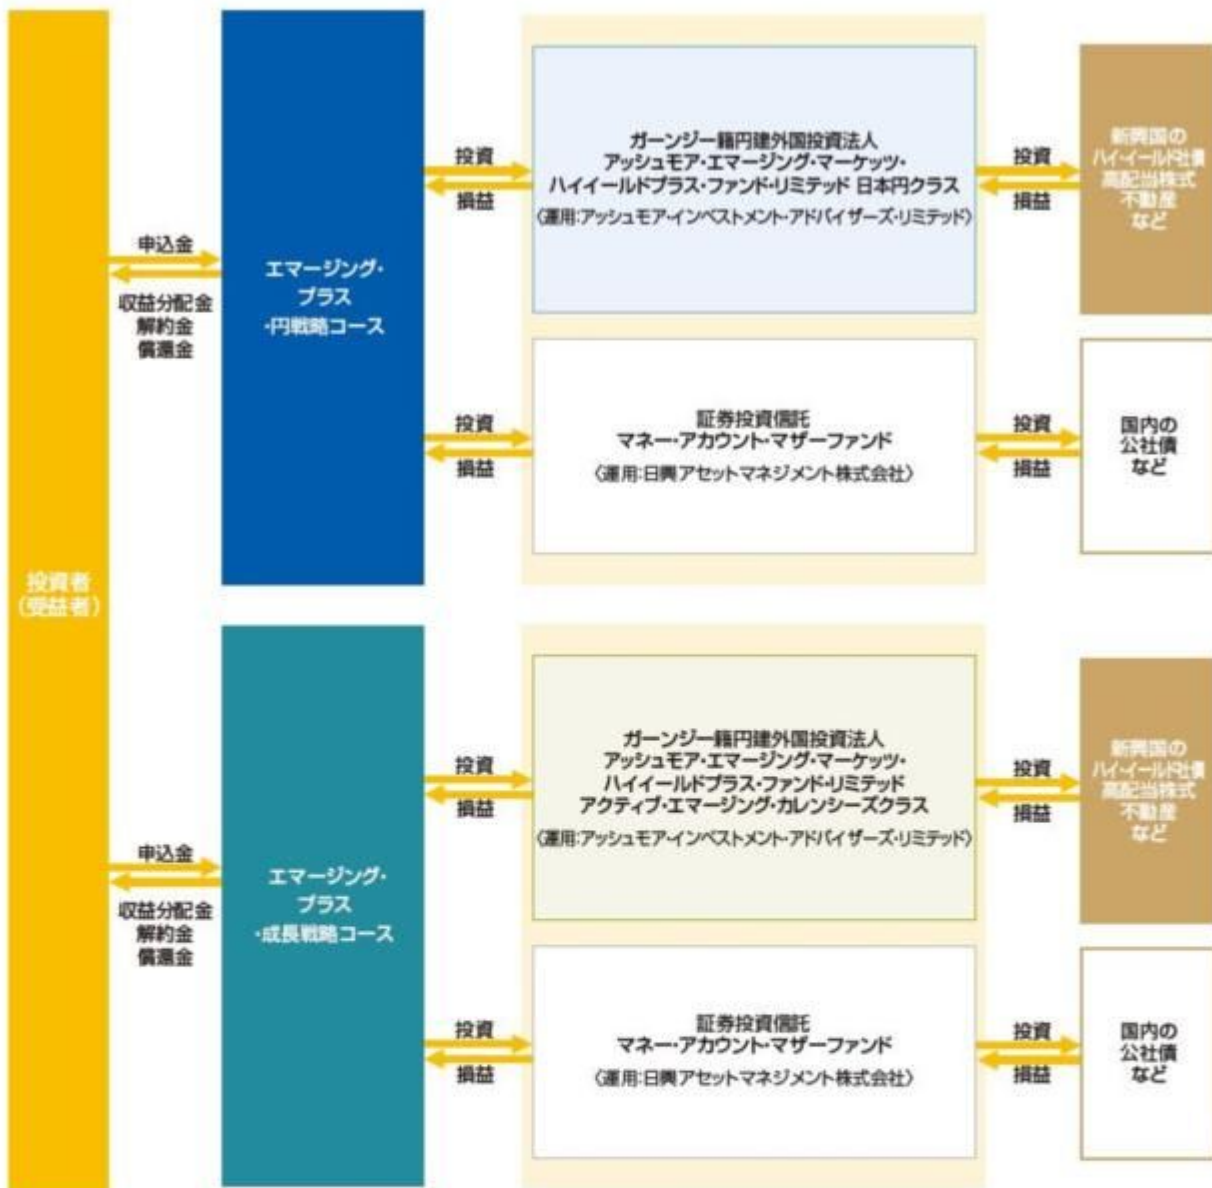 投資者
(受益者)
申込金
収益分配金
解約金
償還金
エマージング・
プラス
・円戦略コース
投資
損益
ガーンジー籍円建外国投資法人
アッシュモア・エマージング・マーケッツ・
ハイイールドプラス・ファンド・リミテッド 日本円クラス
〈運用:アッシュモア・インベストメント・アドバイザーズ・リミテッド〉
投資
損益
新興国の
ハイ・イールド社債
高配当株式
不動産
など
投資
損益
証券投資信託
マネー・アカウント・マザーファンド
〈運用:日興アセットマネジメント株式会社〉
投資
損益
国内の
公社債
など
申込金
収益分配金
解約金
償還金
エマージング・
プラス
・成長戦略コース
投資
損益
ガーンジー籍円建外国投資法人
アッシュモア・エマージング・マーケッツ・
ハイイールドプラス・ファンド・リミテッド
アクティブ・エマージング・カレンシーズクラス
〈運用:アッシュモア・インベストメント・アドバイザーズ・リミテッド〉
投資
損益
新興国の
ハイ・イールド社債
高配当株式
不動産
など
投資
損益
証券投資信託
マネー・アカウント・マザーファンド
〈運用:日興アセットマネジメント株式会社〉
投資
損益
国内の
公社債
など